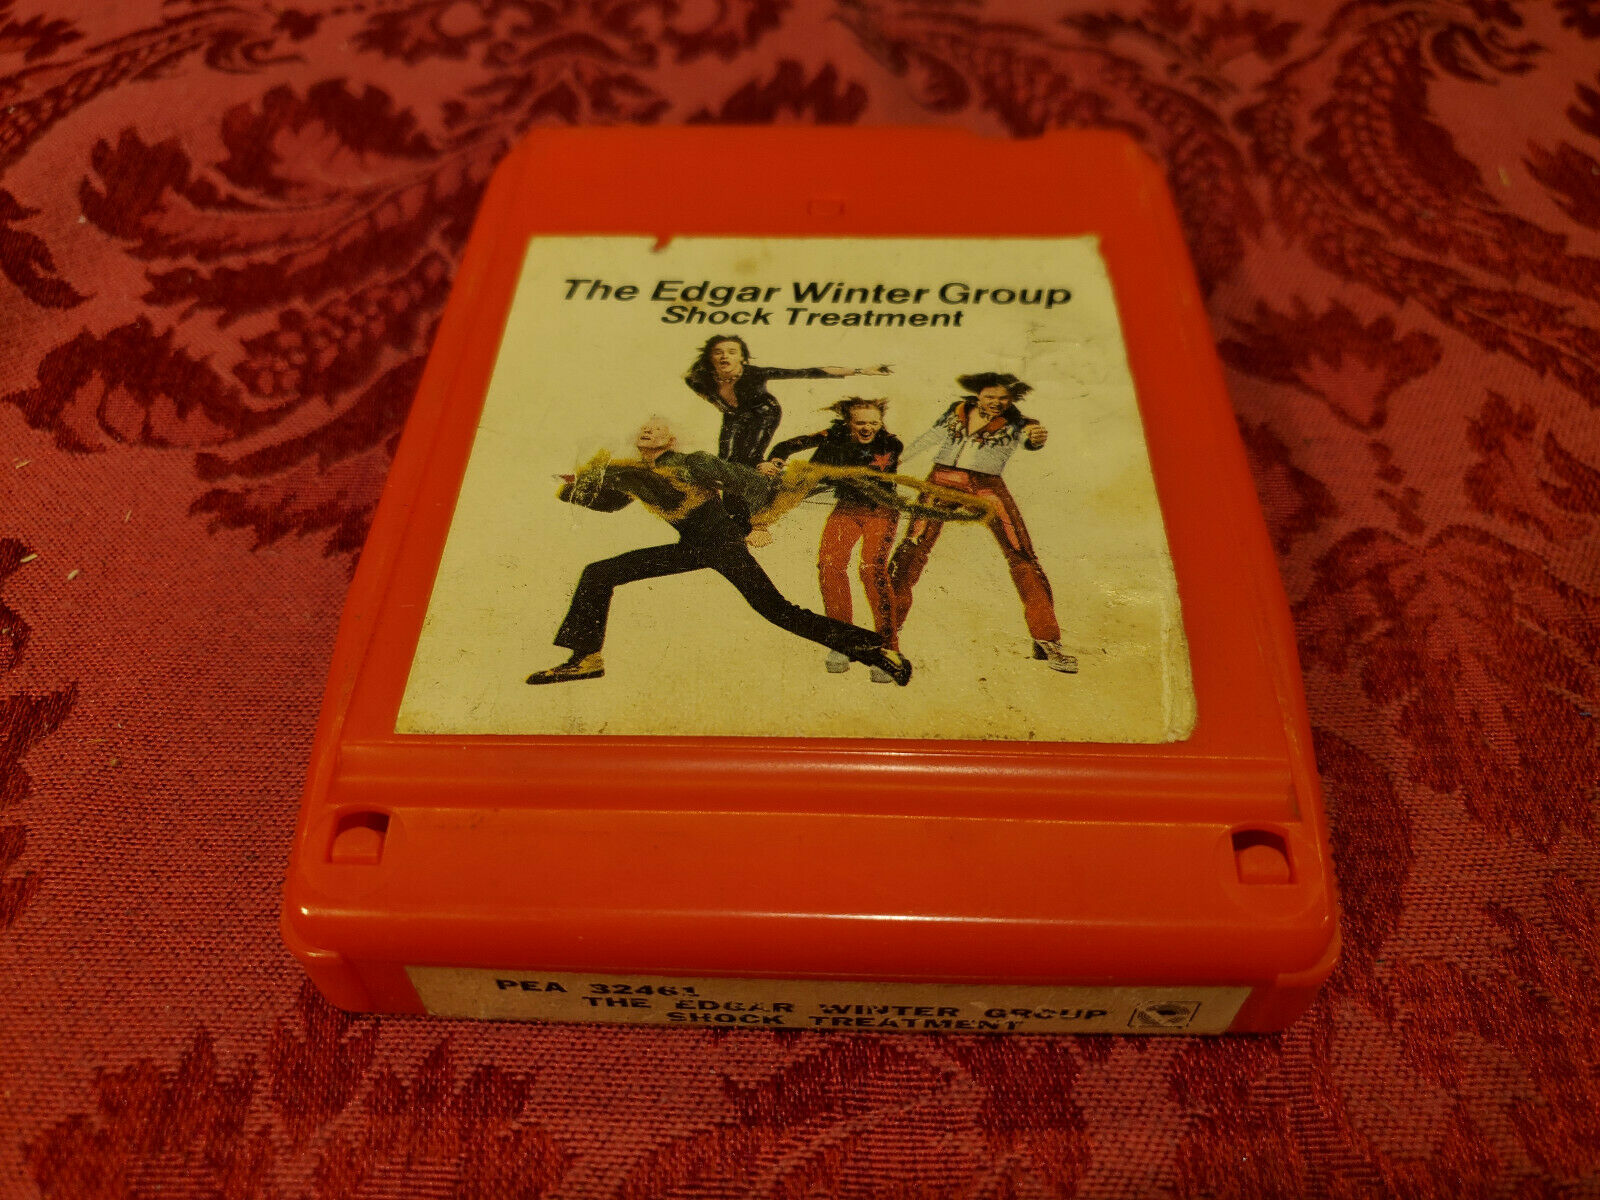 The Edgar Winter Group
Shock Treatment
PEA 32461
THE EDGAR WINTER GROUP
SHOCK TREATMENT